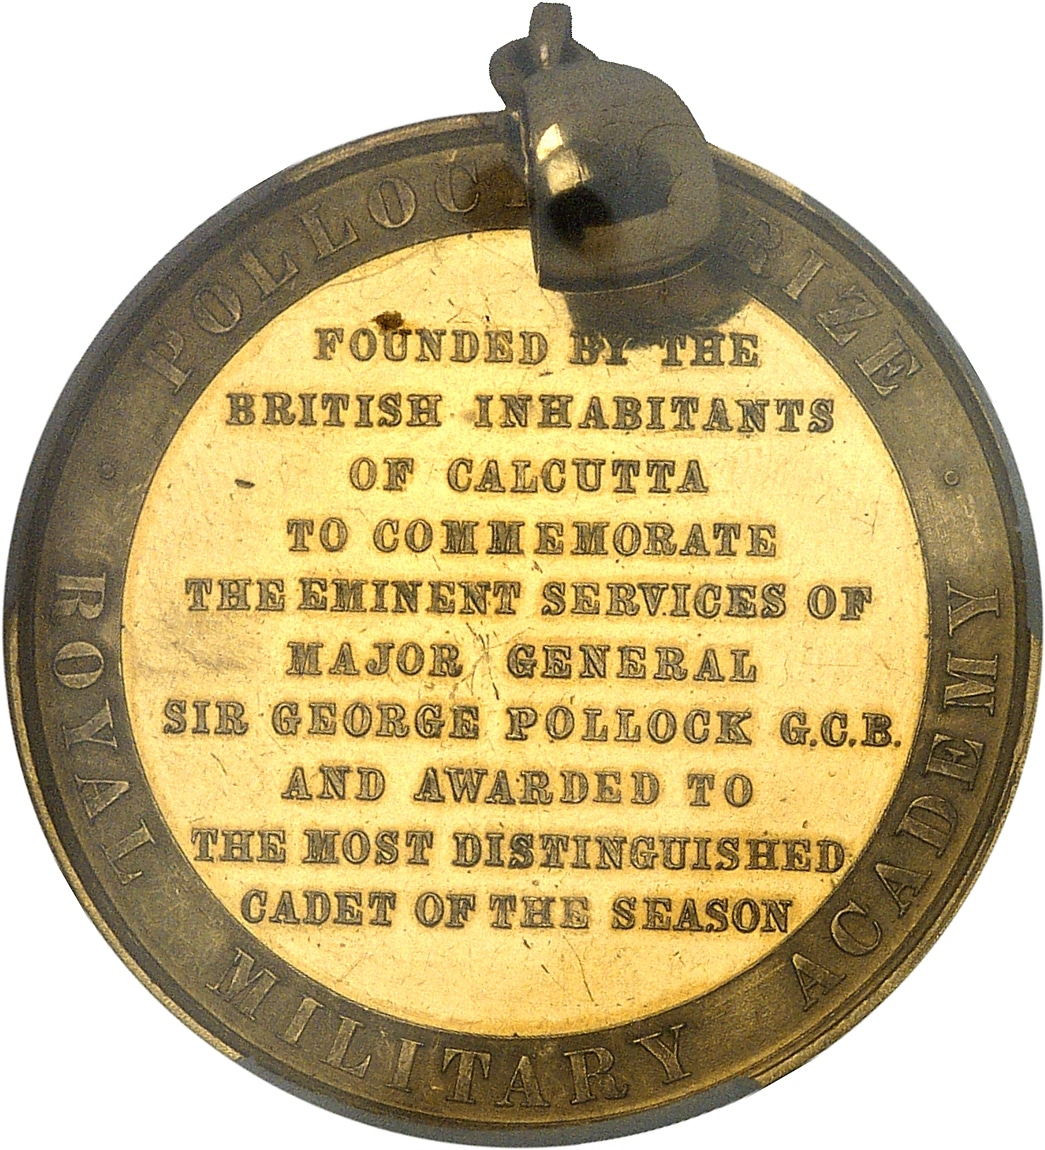 POLLOCK PRIZE
FOUNDED BY THE
BRITISH INHABITANTS
OF CALCUTTA
TO COMMEMORATE
THE EMINENT SERVICES OF
MAJOR GENERAL
SIR GEORGE POLLOCK G.C.B.
AND AWARDED TO
THE MOST DISTINGUISHED
CADET OF THE SEASON
ROYAL MILITARY ACADEMY